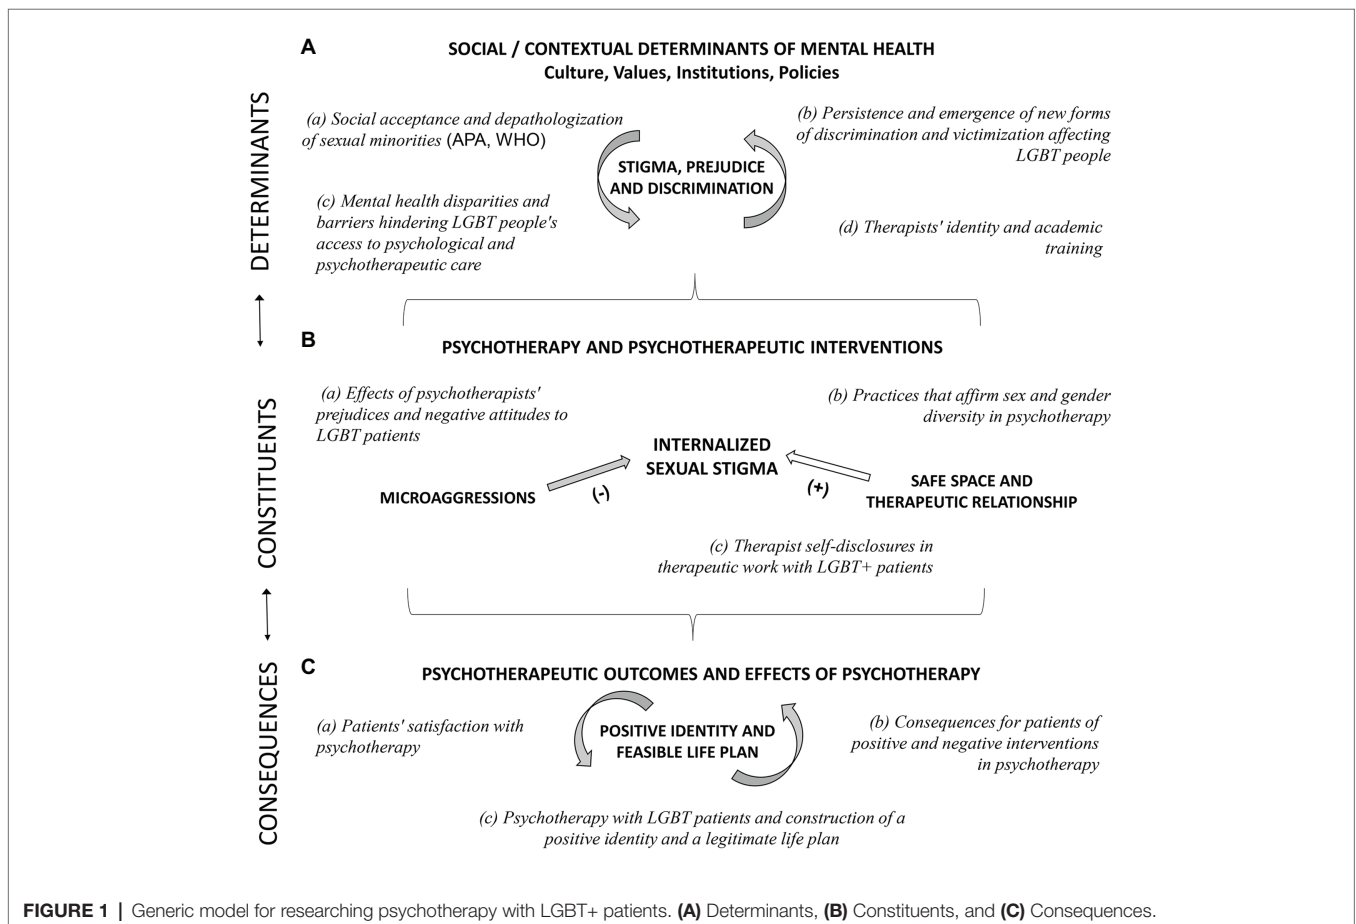 A
SOCIAL / CONTEXTUAL DETERMINANTS OF MENTAL HEALTH
Culture, Values, Institutions, Policies
DETERMINANTS
(a) Social acceptance and depathologization
of sexual minorities (APA, WHO)
(b) Persistence and emergence of new forms
of discrimination and victimization affecting
LGBT people
STIGMA, PREJUDICE
AND DISCRIMINATION
(c) Mental health disparities and
barriers hindering LGBT people's
access to psychological and
psychotherapeutic care
(d) Therapists' identity and academic
training
B
PSYCHOTHERAPY AND PSYCHOTHERAPEUTIC INTERVENTIONS
CONSTITUENTS
(a) Effects of psychotherapists'
prejudices and negative attitudes to
LGBT patients
(b) Practices that affirm sex and gender
diversity in psychotherapy
INTERNALIZED
SEXUAL STIGMA
MICROAGGRESSIONS
(-)
(+)
SAFE SPACE AND
THERAPEUTIC RELATIONSHIP
(c) Therapist self-disclosures in
therapeutic work with LGBT+ patients
C
PSYCHOTHERAPEUTIC OUTCOMES AND EFFECTS OF PSYCHOTHERAPY
CONSEQUENCES
(a) Patients' satisfaction with
psychotherapy
POSITIVE IDENTITY AND
FEASIBLE LIFE PLAN
(b) Consequences for patients of
positive and negative interventions
in psychotherapy
(c) Psychotherapy with LGBT patients and construction of a
positive identity and a legitimate life plan
FIGURE 1 | Generic model for researching psychotherapy with LGBT+ patients. (A) Determinants, (B) Constituents, and (C) Consequences.